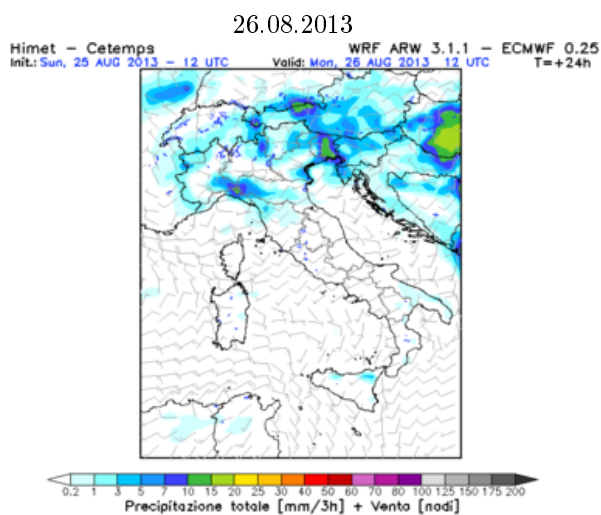 26.08.2013
Himet – Cetemps WRF ARW 3.1.1 – ECMWF 0.25
Init.: Sun, 25 AUG 2013 – 12 UTC Valid: Mon, 26 AUG 2013 12 UTC T=+24h
0.2 1 3 5 7 10 15 20 25 30 40 50 60 70 80 100 125 150 175 200
Precipitazione totale [mm/3h] + Vento [nodi]